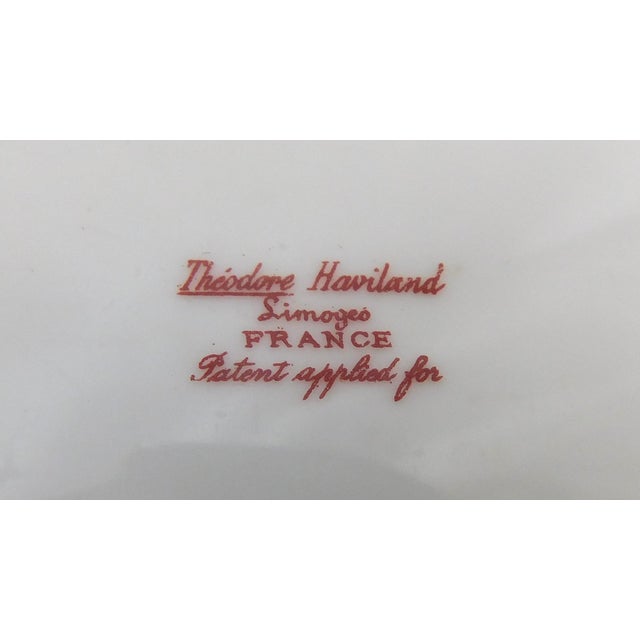 Théodore Haviland
Limoges
FRANCE
Patent applied for